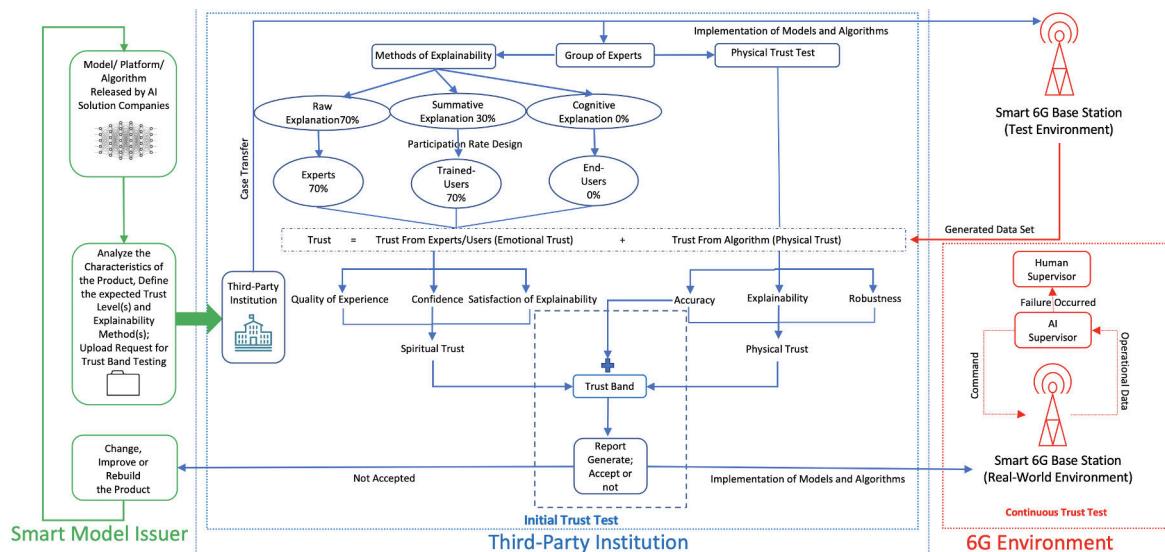 Model/ Platform/
Algorithm
Released by AI
Solution Companies
Analyze the
Characteristics of
the Product, Define
the expected Trust
Level(s) and
Explainability
Method(s);
Upload Request for
Trust Band Testing
Change,
Improve or
Rebuild
the Product
Smart Model Issuer
Third-Party
Institution
Case Transfer
Implementation of Models and Algorithms
Methods of Explainability
Group of Experts
Physical Trust Test
Raw
Explanation70%
Summative
Explanation 30%
Cognitive
Explanation 0%
Participation Rate Design
Experts
70%
Trained-
Users
70%
End-
Users
0%
Trust = Trust From Experts/Users (Emotional Trust) + Trust From Algorithm (Physical Trust)
Quality of Experience
Confidence
Satisfaction of Explainability
Accuracy
Explainability
Robustness
Spiritual Trust
Physical Trust
Trust Band
Report
Generate;
Accept or
not
Not Accepted
Implementation of Models and Algorithms
Initial Trust Test
Third-Party Institution
Smart 6G Base Station
(Test Environment)
Generated Data Set
Human
Supervisor
Failure Occurred
AI
Supervisor
Command
Operational Data
Smart 6G Base Station
(Real-World Environment)
Continuous Trust Test
6G Environment